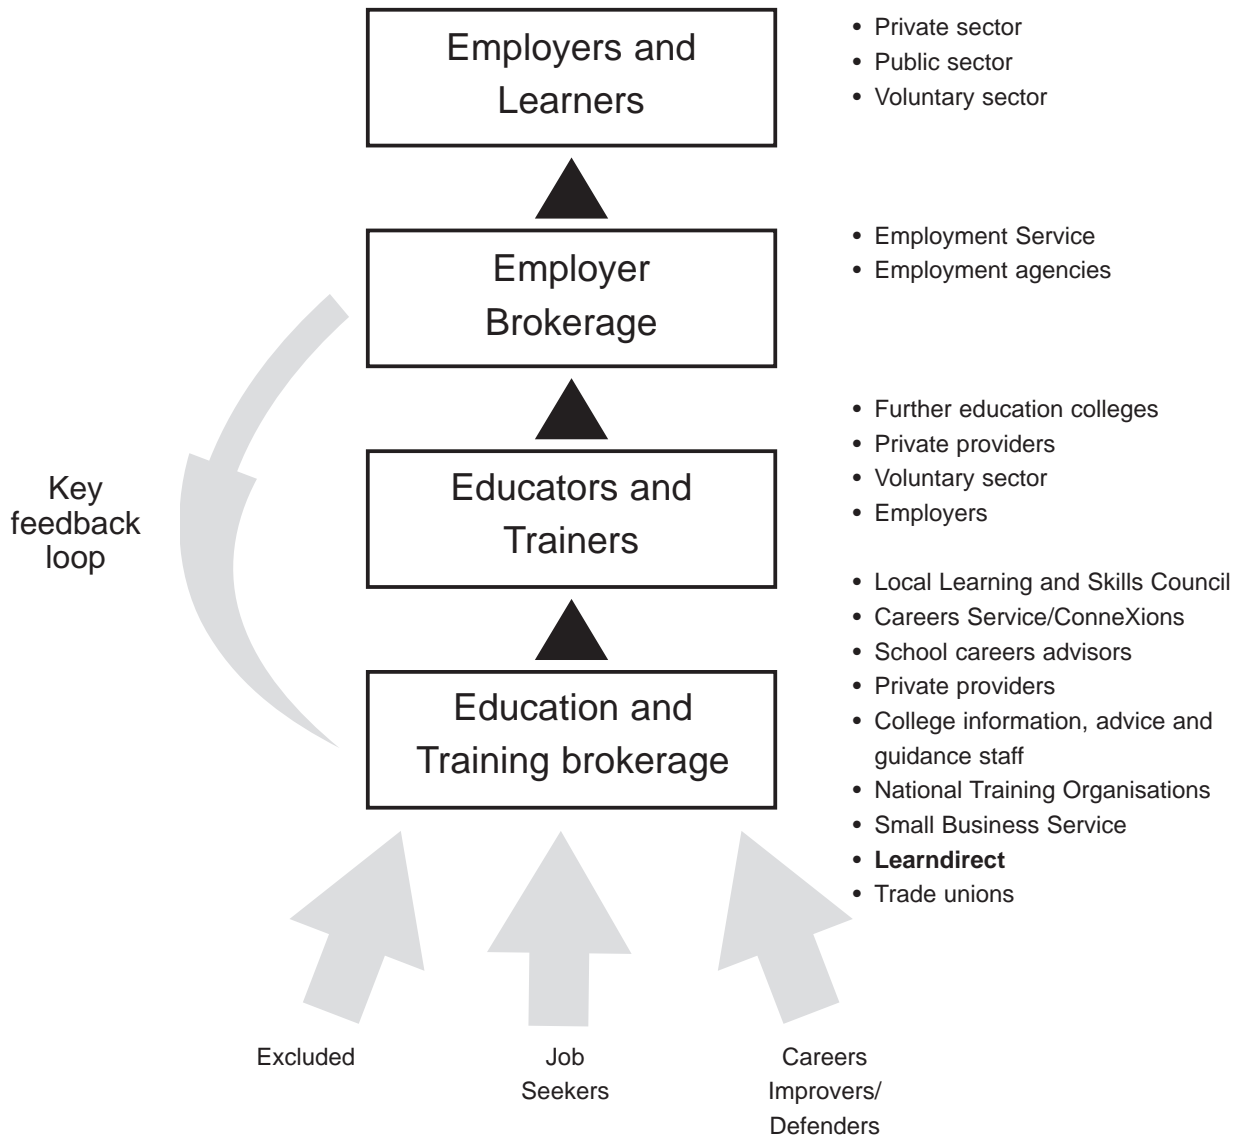 Employers and
Learners
• Private sector
• Public sector
• Voluntary sector
Employer
Brokerage
• Employment Service
• Employment agencies
Key
feedback
loop
Educators and
Trainers
• Further education colleges
• Private providers
• Voluntary sector
• Employers
Education and
Training brokerage
• Local Learning and Skills Council
• Careers Service/ConneXions
• School careers advisors
• Private providers
• College information, advice and
guidance staff
• National Training Organisations
• Small Business Service
• Learndirect
• Trade unions
Excluded
Job
Seekers
Careers
Improvers/
Defenders